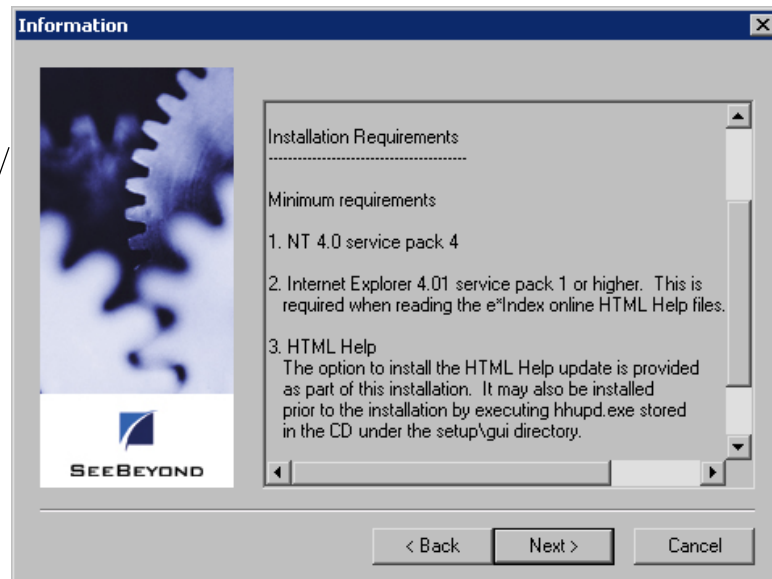 Information
Installation Requirements
----------------------------------------
Minimum requirements
1. NT 4.0 service pack 4
2. Internet Explorer 4.01 service pack 1 or higher.  This is
required when reading the e*Index online HTML Help files.
3. HTML Help
The option to install the HTML Help update is provided
as part of this installation.  It may also be installed
prior to the installation by executing hhupd.exe stored
in the CD under the setup\gui directory.
SEEBEYOND
< Back
Next >
Cancel